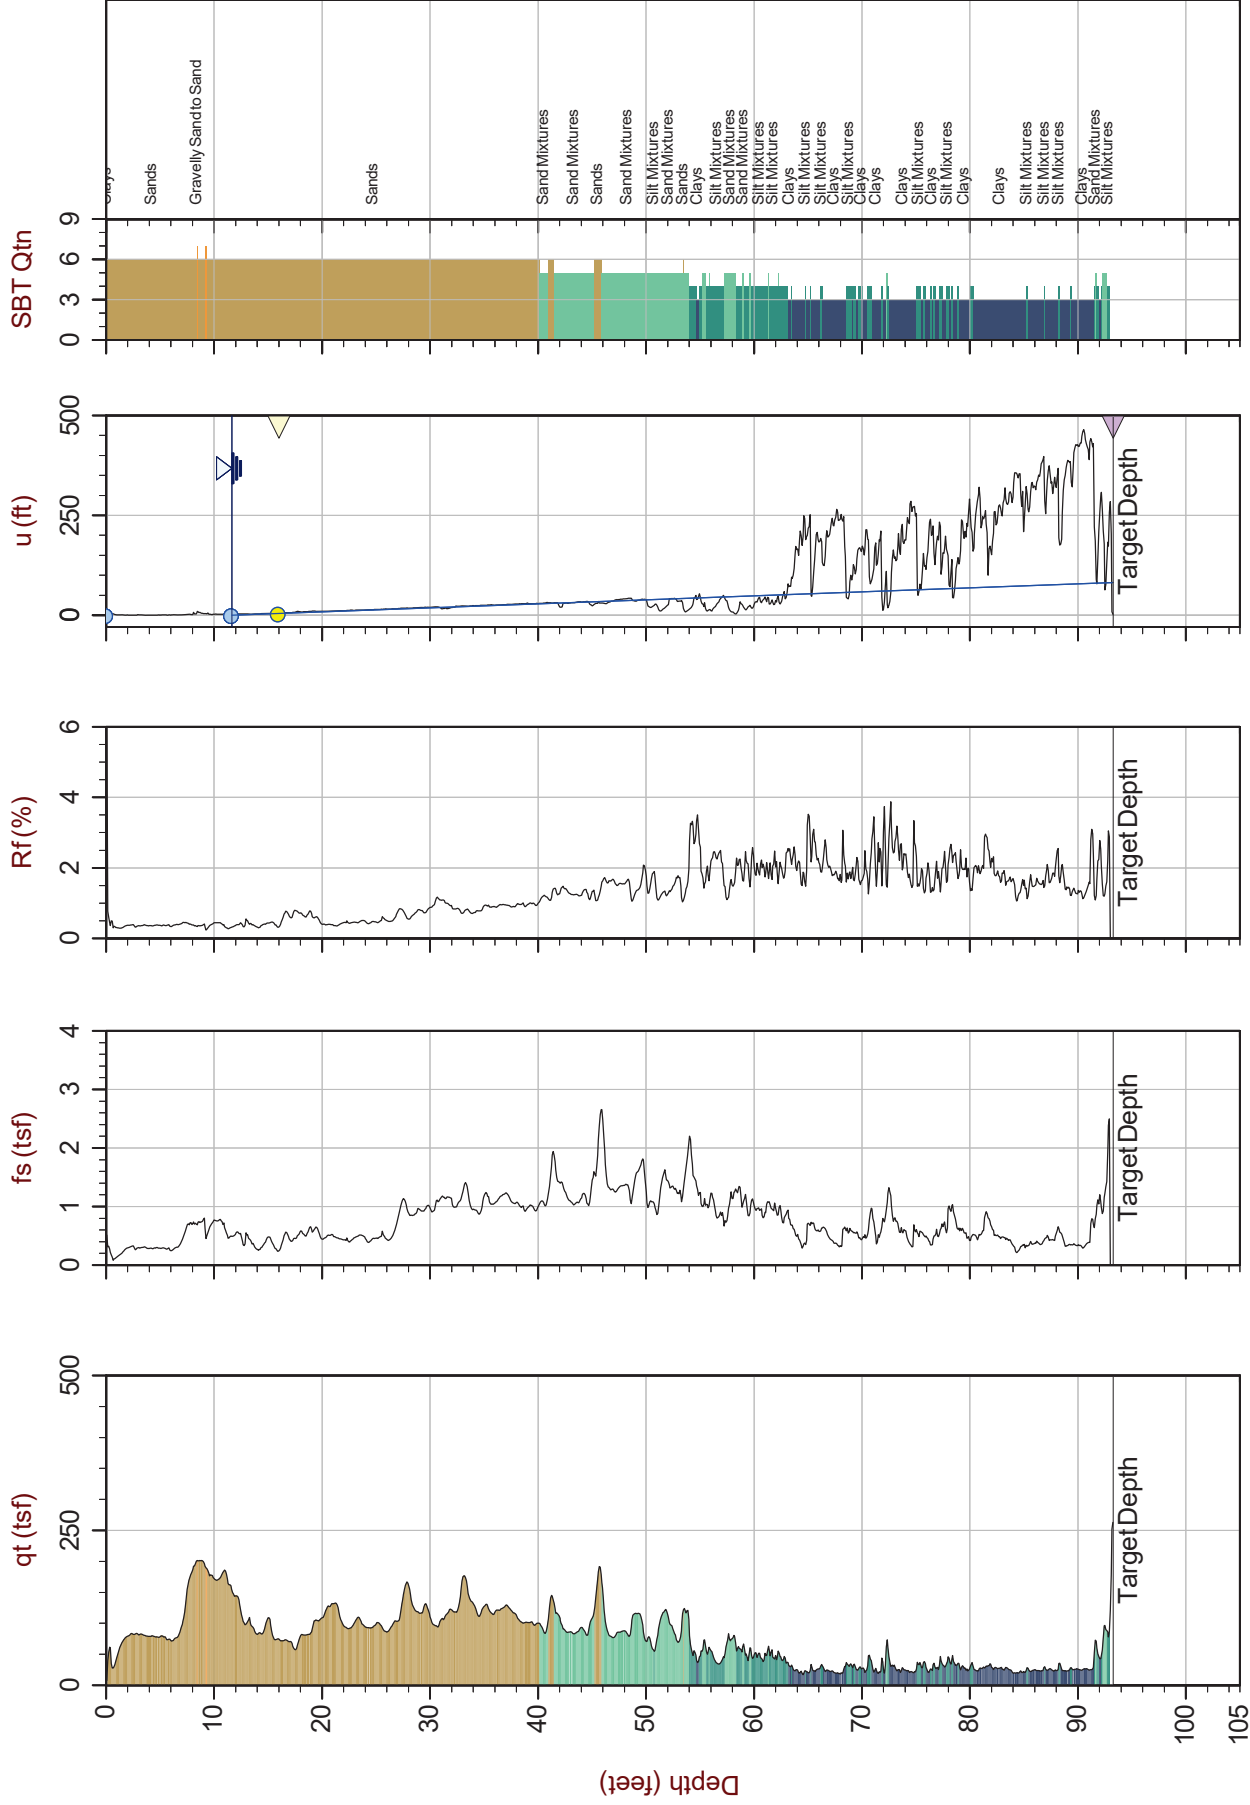 qt (tsf)
fs (tsf)
Rf (%)
u (ft)
SBT Qtn
0
250
500
0
1
2
3
4
0
2
4
6
0
250
500
0
3
6
9
Depth (feet)
0
10
20
30
40
50
60
70
80
90
100
105
Target Depth
Target Depth
Target Depth
Target Depth
Sands
Gravelly Sand to Sand
Sands
Sand Mixtures
Sand Mixtures
Sands
Sand Mixtures
Silt Mixtures
Sand Mixtures
Sands
Clays
Silt Mixtures
Sand Mixtures
Sand Mixtures
Silt Mixtures
Silt Mixtures
Clays
Silt Mixtures
Silt Mixtures
Clays
Silt Mixtures
Clays
Clays
Clays
Silt Mixtures
Clays
Silt Mixtures
Clays
Clays
Silt Mixtures
Silt Mixtures
Silt Mixtures
Clays
Sand Mixtures
Silt Mixtures